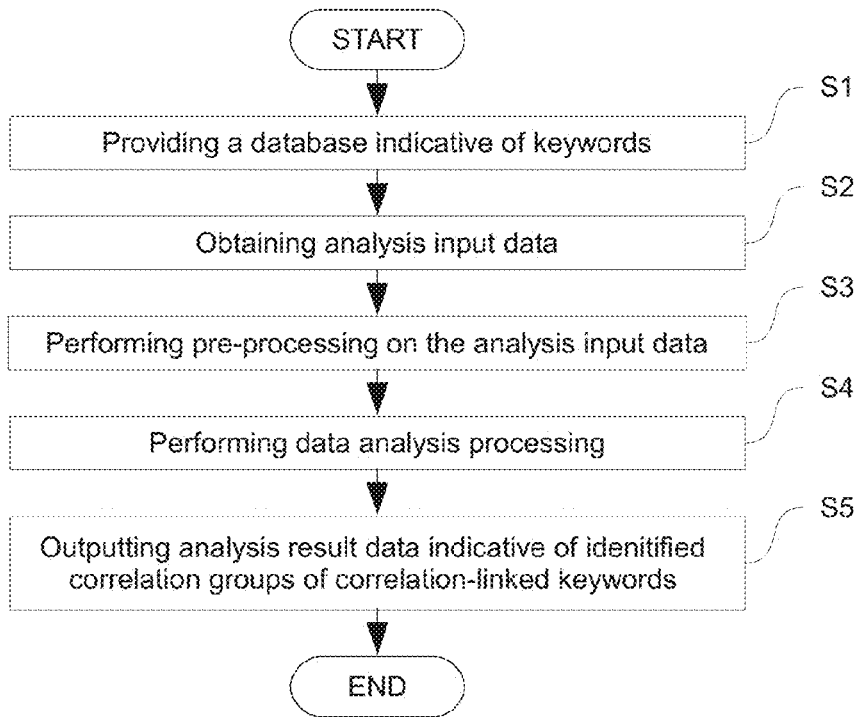 START
S1
Providing a database indicative of keywords
S2
Obtaining analysis input data
S3
Performing pre-processing on the analysis input data
S4
Performing data analysis processing
S5
Outputting analysis result data indicative of idenitified
correlation groups of correlation-linked keywords
END